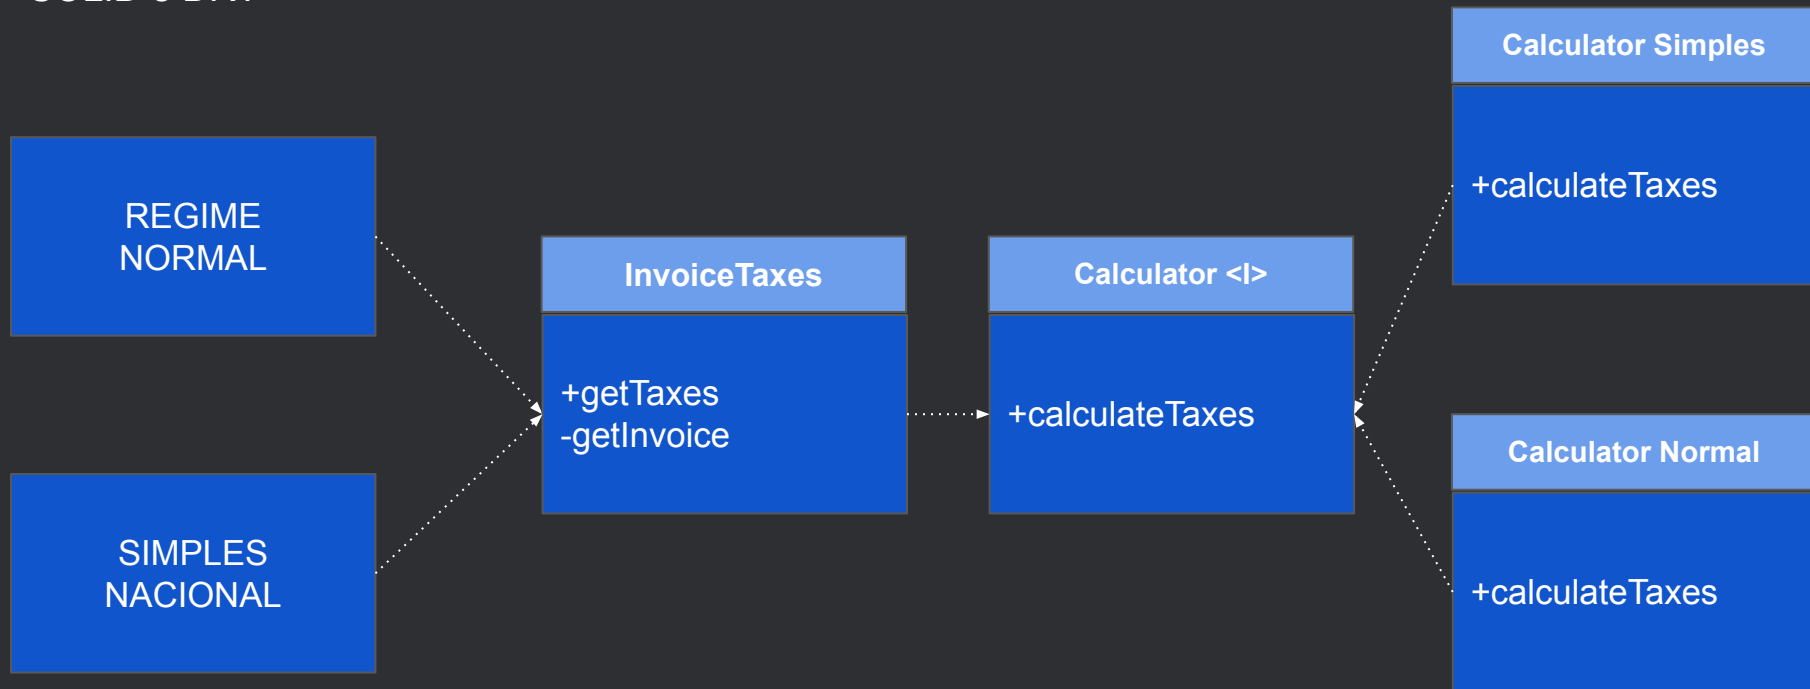 REGIME
NORMAL
SIMPLES
NACIONAL
InvoiceTaxes
+getTaxes
-getInvoice
Calculator <I>
+calculateTaxes
Calculator Simples
+calculateTaxes
Calculator Normal
+calculateTaxes